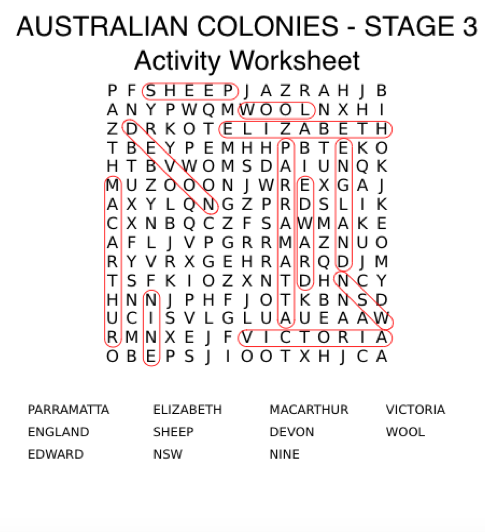 AUSTRALIAN COLONIES - STAGE 3
Activity Worksheet
P F S H E E P J A Z R A H J B
A N Y P W Q M W O O L N X H I
Z D R K O T E L I Z A B E T H
T B E Y P E M H H P B T E K O
H T B V W O M S D A I U N Q K
M U Z O O O N J W R E X G A J
A X Y L Q N G Z P R D S L I K
C X N B Q C Z F S A W M A K E
A F L J V P G R R M A Z N U O
R Y V R X G E H R A R Q D J M
T S F K I O Z X N T D H N C Y
H N N J P H F J O T K B N S D
U C I S V L G L U A U E A A W
R M N X E J F V I C T O R I A
O B E P S J I O O T X H J C A
PARRAMATTA ELIZABETH MACARTHUR VICTORIA
ENGLAND SHEEP DEVON WOOL
EDWARD NSW NINE